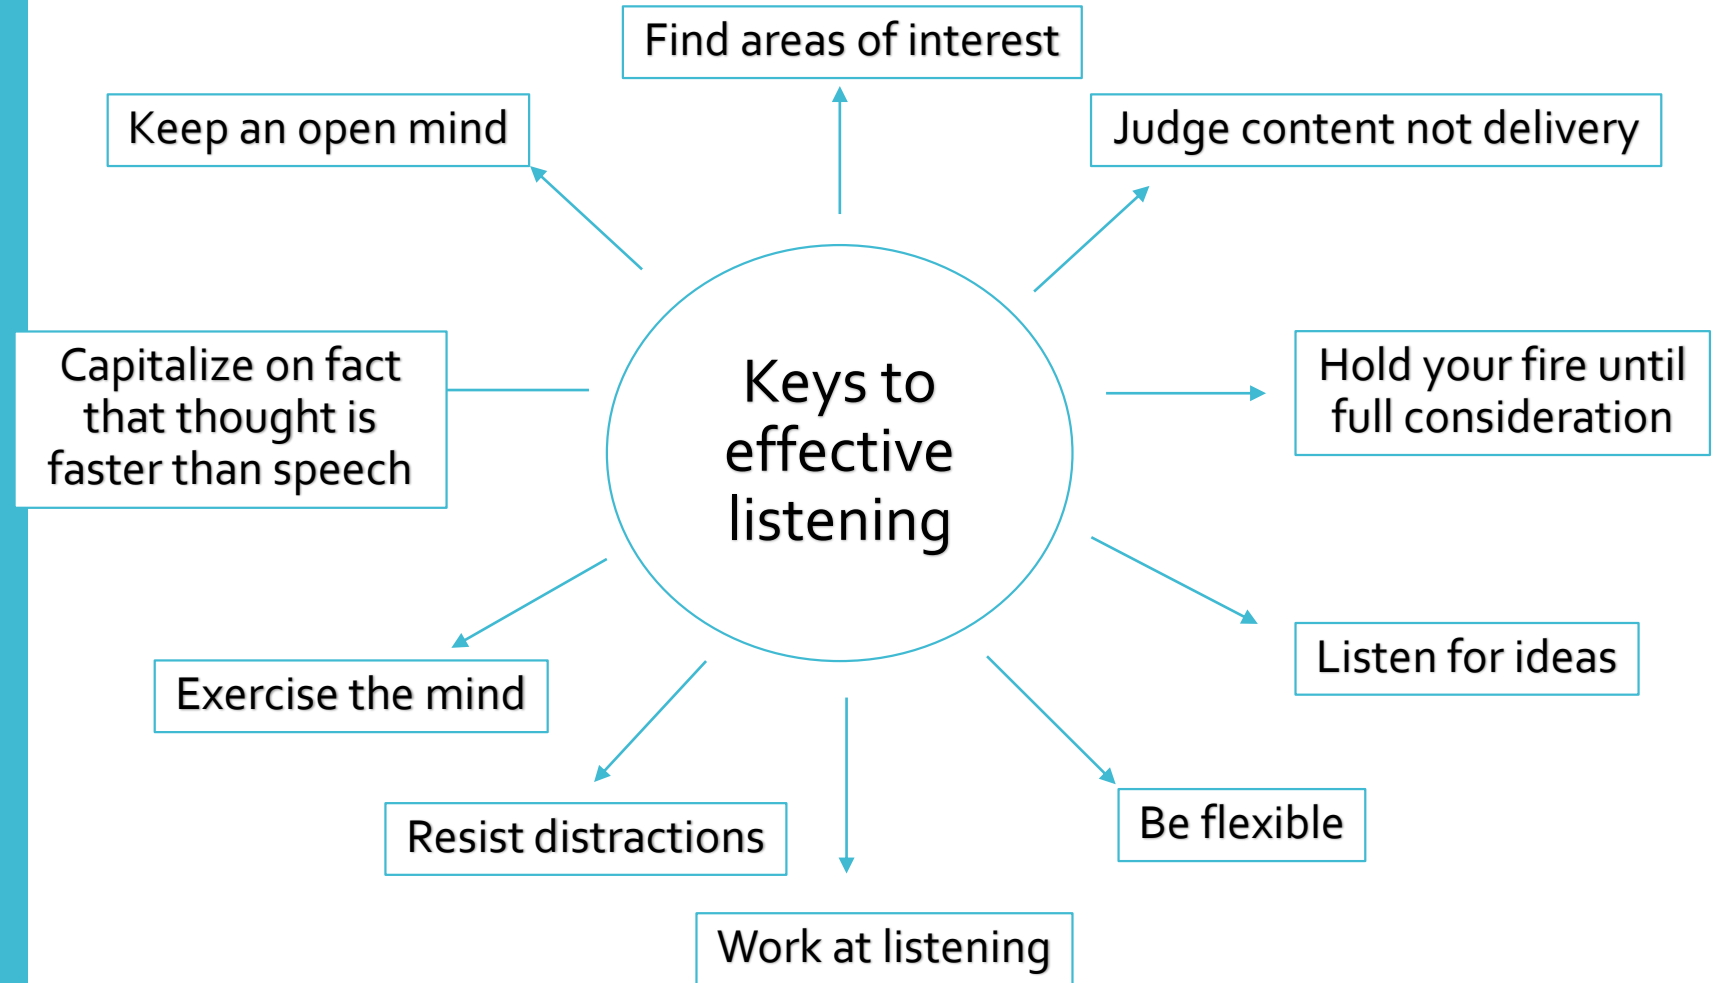 Find areas of interest
Keep an open mind
Judge content not delivery
Capitalize on fact
that thought is
faster than speech
Keys to
effective
listening
Hold your fire until
full consideration
Listen for ideas
Exercise the mind
Be flexible
Resist distractions
Work at listening